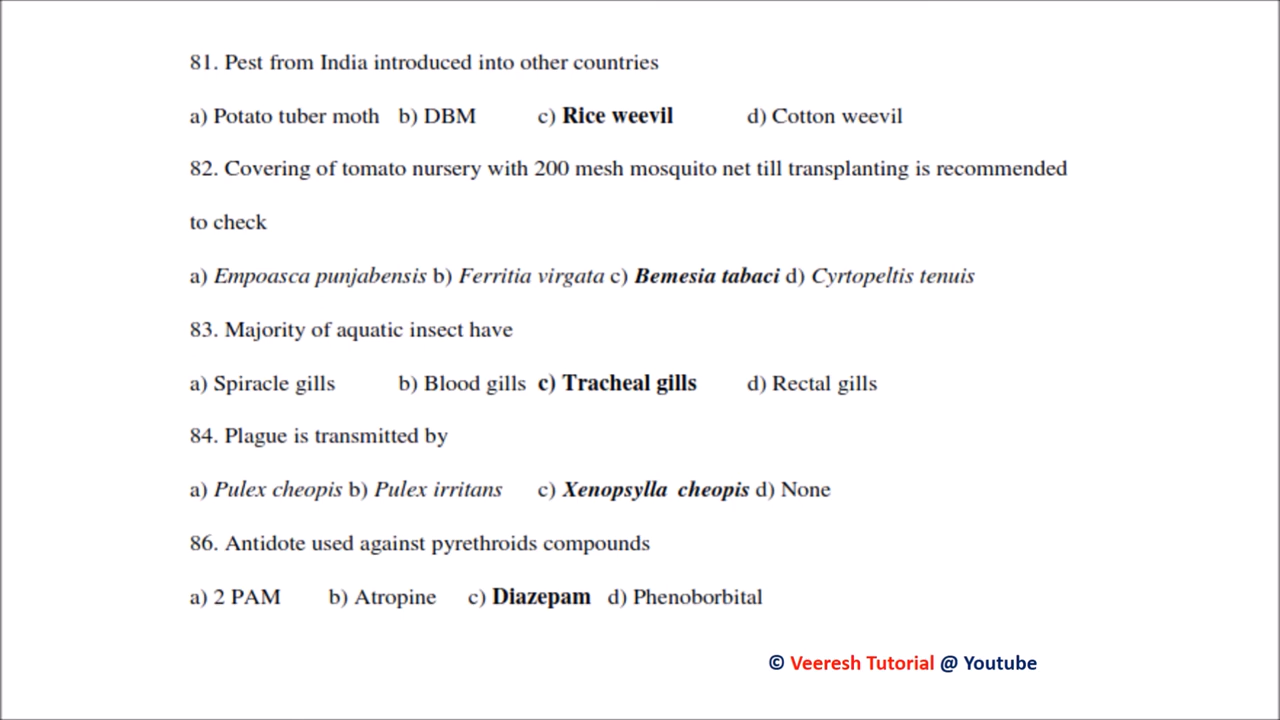 81. Pest from India introduced into other countries
a) Potato tuber moth b) DBM c) Rice weevil d) Cotton weevil
82. Covering of tomato nursery with 200 mesh mosquito net till transplanting is recommended
to check
a) Empoasca punjabensis b) Ferritia virgata c) Bemesia tabaci d) Cyrtopeltis tenuis
83. Majority of aquatic insect have
a) Spiracle gills b) Blood gills c) Tracheal gills d) Rectal gills
84. Plague is transmitted by
a) Pulex cheopis b) Pulex irritans c) Xenopsylla cheopis d) None
86. Antidote used against pyrethroids compounds
a) 2 PAM b) Atropine c) Diazepam d) Phenoborbital
© Veeresh Tutorial @ Youtube